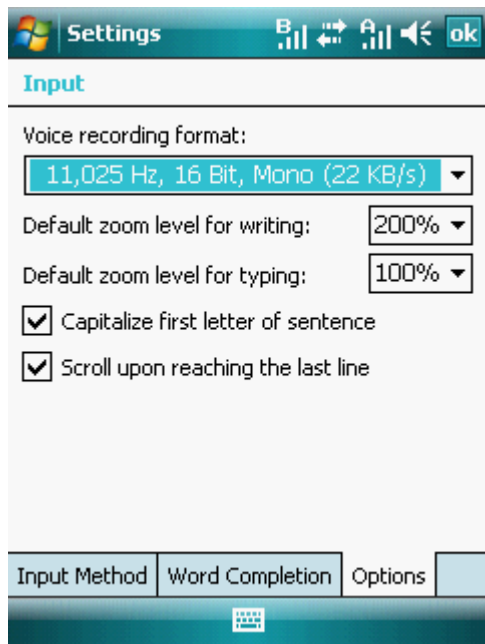 Settings B A ok
Input
Voice recording format:
11,025 Hz, 16 Bit, Mono (22 KB/s)
Default zoom level for writing: 200%
Default zoom level for typing: 100%
Capitalize first letter of sentence
Scroll upon reaching the last line
Input Method Word Completion Options